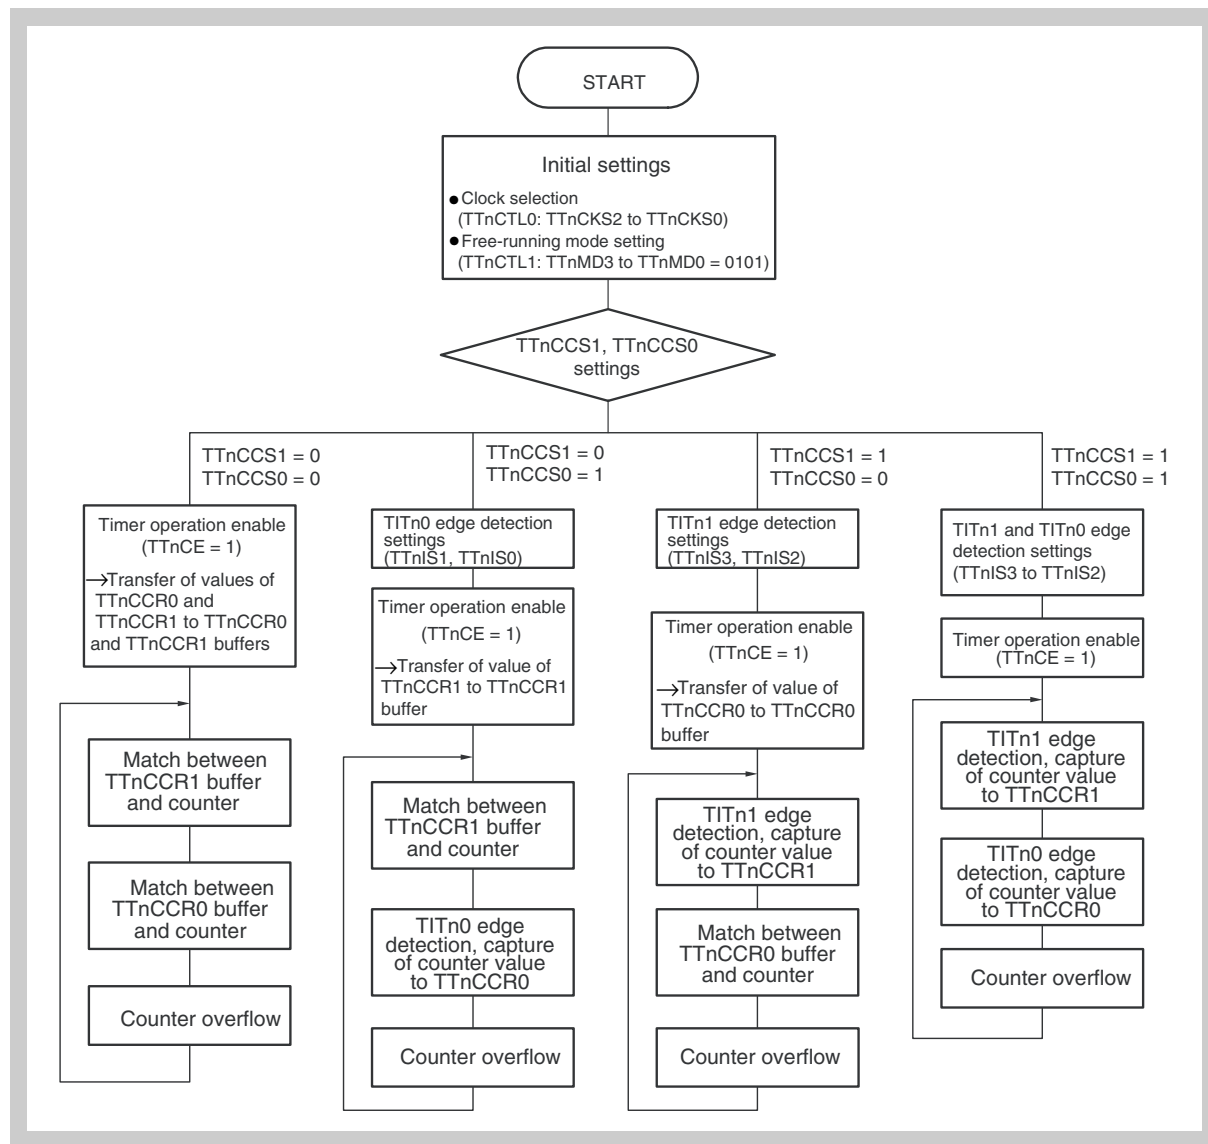 START
Initial settings
● Clock selection
(TTnCTL0: TTnCKS2 to TTnCKS0)
● Free-running mode setting
(TTnCTL1: TTnMD3 to TTnMD0 = 0101)
TTnCCS1, TTnCCS0
settings
TTnCCS1 = 0
TTnCCS0 = 0
Timer operation enable
(TTnCE = 1)
→Transfer of values of
TTnCCR0 and
TTnCCR1 to TTnCCR0
and TTnCCR1 buffers
Match between
TTnCCR1 buffer
and counter
Match between
TTnCCR0 buffer
and counter
Counter overflow
TTnCCS1 = 0
TTnCCS0 = 1
TITn0 edge detection
settings
(TTnIS1, TTnIS0)
Timer operation enable
(TTnCE = 1)
→Transfer of value of
TTnCCR1 to TTnCCR1
buffer
Match between
TTnCCR1 buffer
and counter
TITn0 edge
detection, capture
of counter value
to TTnCCR0
Counter overflow
TTnCCS1 = 1
TTnCCS0 = 0
TITn1 edge detection
settings
(TTnIS3, TTnIS2)
Timer operation enable
(TTnCE = 1)
→Transfer of value of
TTnCCR0 to TTnCCR0
buffer
TITn1 edge
detection, capture
of counter value
to TTnCCR1
Match between
TTnCCR0 buffer
and counter
Counter overflow
TTnCCS1 = 1
TTnCCS0 = 1
TITn1 and TITn0 edge
detection settings
(TTnIS3 to TTnIS2)
Timer operation enable
(TTnCE = 1)
TITn1 edge
detection, capture
of counter value
to TTnCCR1
TITn0 edge
detection, capture
of counter value
to TTnCCR0
Counter overflow